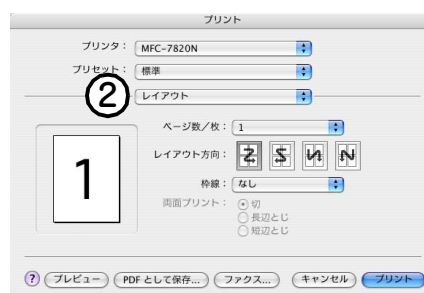 プリント
プリンタ： MFC-7820N
プリセット： 標準
② レイアウト
ページ数／枚： 1
レイアウト方向：
1
枠線： なし
両面プリント： 切
長辺とじ
短辺とじ
? プレビュー PDF として保存... ファクス... キャンセル プリント